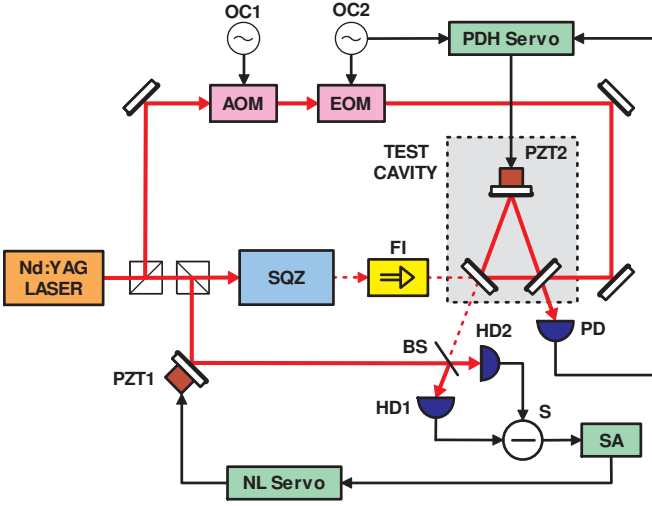 OC1
OC2
PDH Servo
AOM
EOM
TEST
CAVITY
PZT2
Nd:YAG
LASER
SQZ
FI
BS
HD2
PD
PZT1
HD1
S
SA
NL Servo